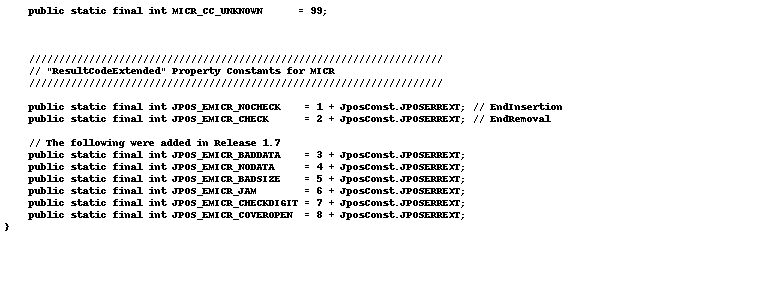 public static final int MICR_CC_UNKNOWN      = 99;
/////////////////////////////////////////////////////////////////////
// "ResultCodeExtended" Property Constants for MICR
/////////////////////////////////////////////////////////////////////
public static final int JPOS_EMICR_NOCHECK    = 1 + JposConst.JPOSERREXT; // EndInsertion
public static final int JPOS_EMICR_CHECK      = 2 + JposConst.JPOSERREXT; // EndRemoval
// The following were added in Release 1.7
public static final int JPOS_EMICR_BADDATA    = 3 + JposConst.JPOSERREXT;
public static final int JPOS_EMICR_NODATA     = 4 + JposConst.JPOSERREXT;
public static final int JPOS_EMICR_BADSIZE    = 5 + JposConst.JPOSERREXT;
public static final int JPOS_EMICR_JAM        = 6 + JposConst.JPOSERREXT;
public static final int JPOS_EMICR_CHECKDIGIT = 7 + JposConst.JPOSERREXT;
public static final int JPOS_EMICR_COVEROPEN  = 8 + JposConst.JPOSERREXT;
}